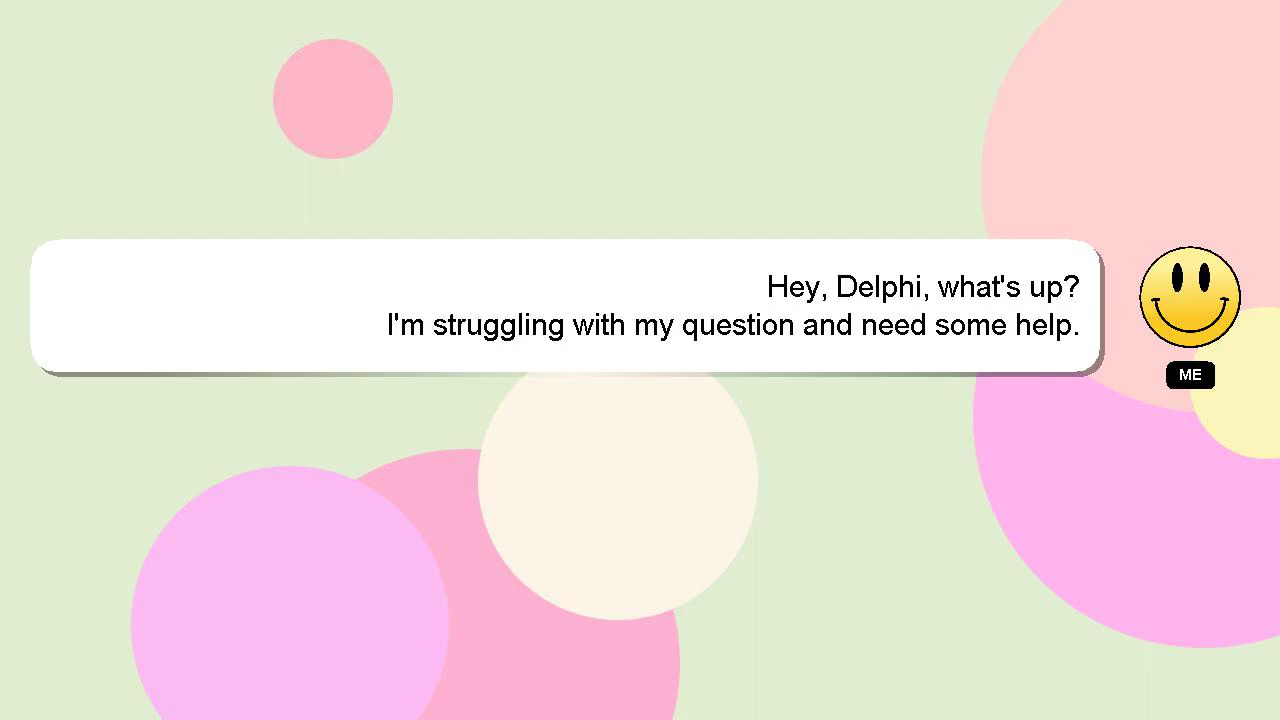 Hey, Delphi, what's up?
I'm struggling with my question and need some help.
ME